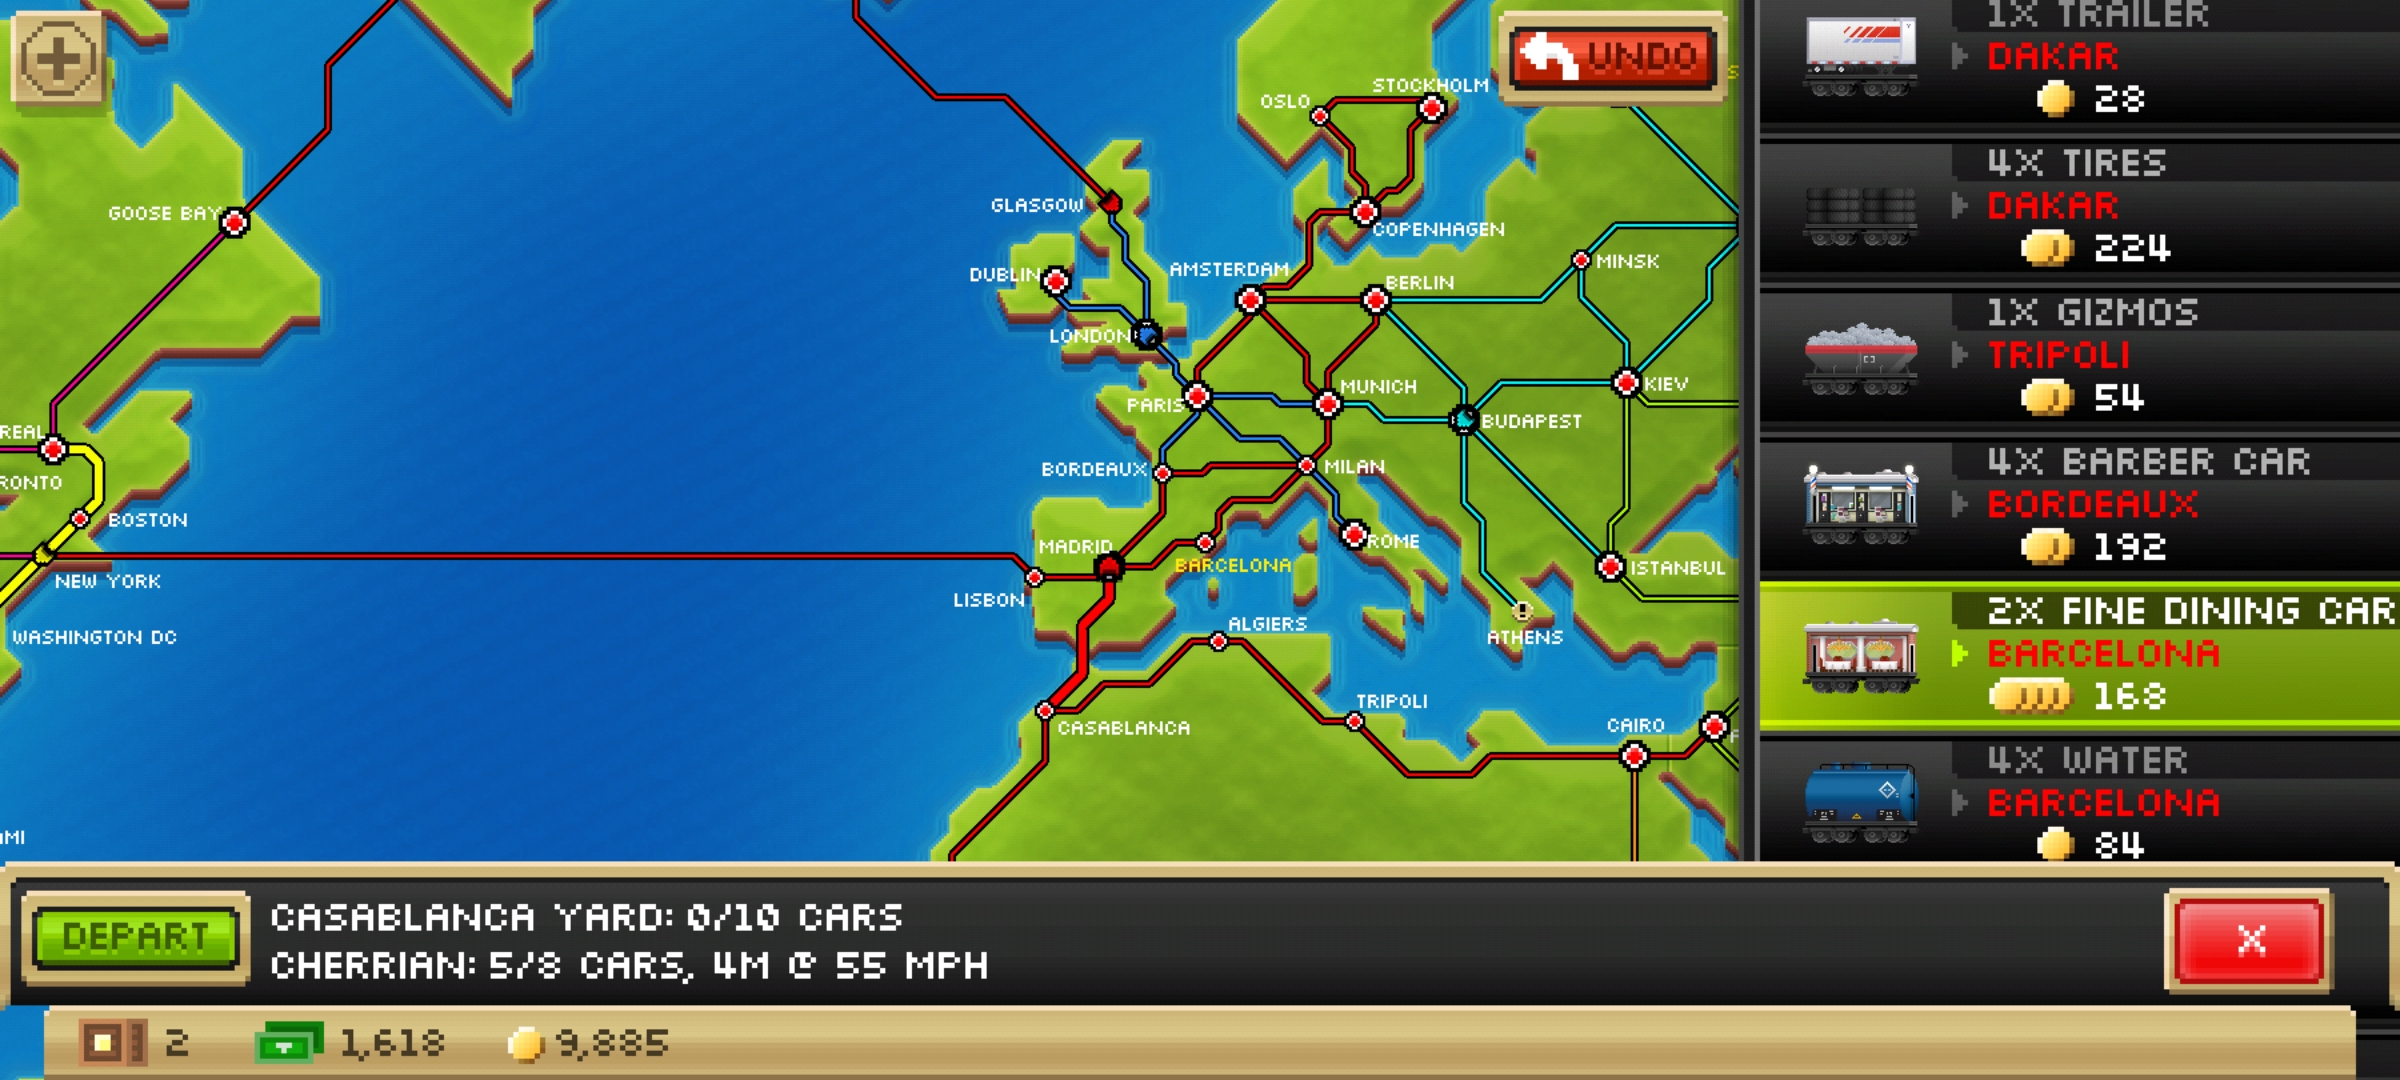 UNDO
STOCKHOLM
OSLO
GOOSE BAY
GLASGOW
COPENHAGEN
DUBLIN
AMSTERDAM
MINSK
BERLIN
LONDON
MUNICH
KIEV
PARIS
BUDAPEST
REAL
BORDEAUX
MILAN
RONTO
BOSTON
MADRID
ROME
BARCELONA
ISTANBUL
NEW YORK
LISBON
ALGIERS
WASHINGTON DC
ATHENS
TRIPOLI
CASABLANCA
CAIRO
AMI
1X TRAILER
DAKAR
28
4X TIRES
DAKAR
224
1X GIZMOS
TRIPOLI
54
4X BARBER CAR
BORDEAUX
192
2X FINE DINING CAR
BARCELONA
168
4X WATER
BARCELONA
84
DEPART
CASABLANCA YARD: 0/10 CARS
CHERRIAN: 5/8 CARS, 4M @ 55 MPH
X
2
1,618
9,885